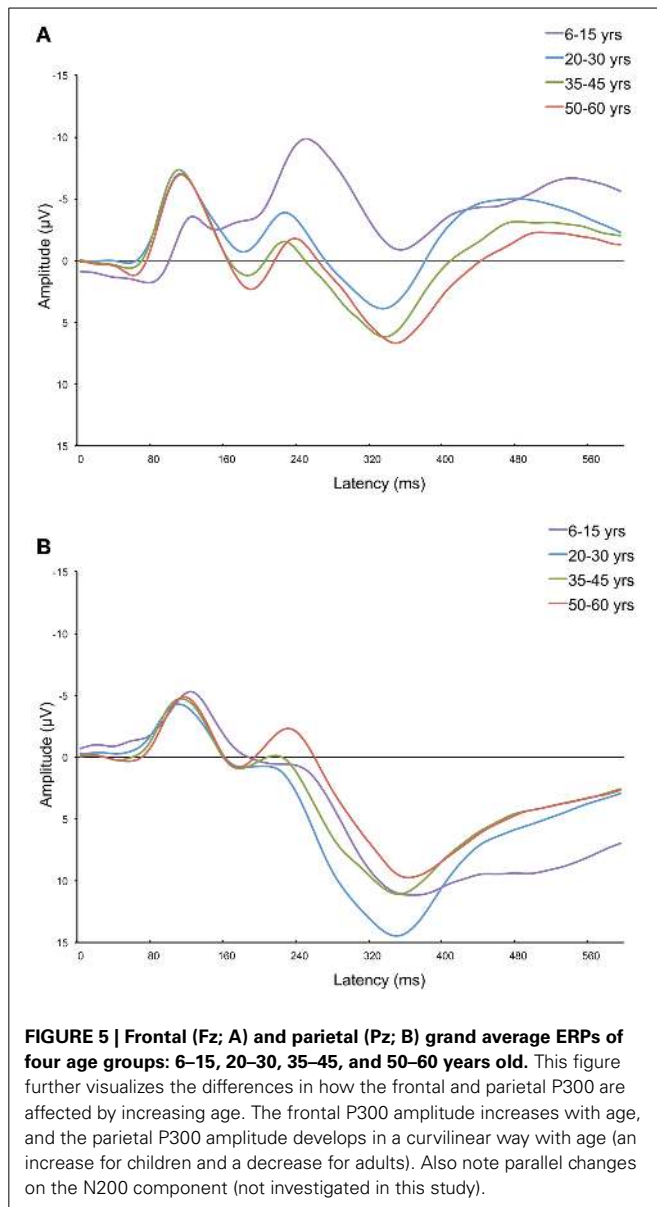 A
6-15 yrs
20-30 yrs
35-45 yrs
50-60 yrs
-15
-10
-5
0
5
10
15
Amplitude (µV)
0 80 160 240 320 400 480 560
Latency (ms)
B
6-15 yrs
20-30 yrs
35-45 yrs
50-60 yrs
-15
-10
-5
0
5
10
15
Amplitude (µV)
0 80 160 240 320 400 480 560
Latency (ms)
FIGURE 5 | Frontal (Fz; A) and parietal (Pz; B) grand average ERPs of
four age groups: 6–15, 20–30, 35–45, and 50–60 years old. This figure
further visualizes the differences in how the frontal and parietal P300 are
affected by increasing age. The frontal P300 amplitude increases with age,
and the parietal P300 amplitude develops in a curvilinear way with age (an
increase for children and a decrease for adults). Also note parallel changes
on the N200 component (not investigated in this study).